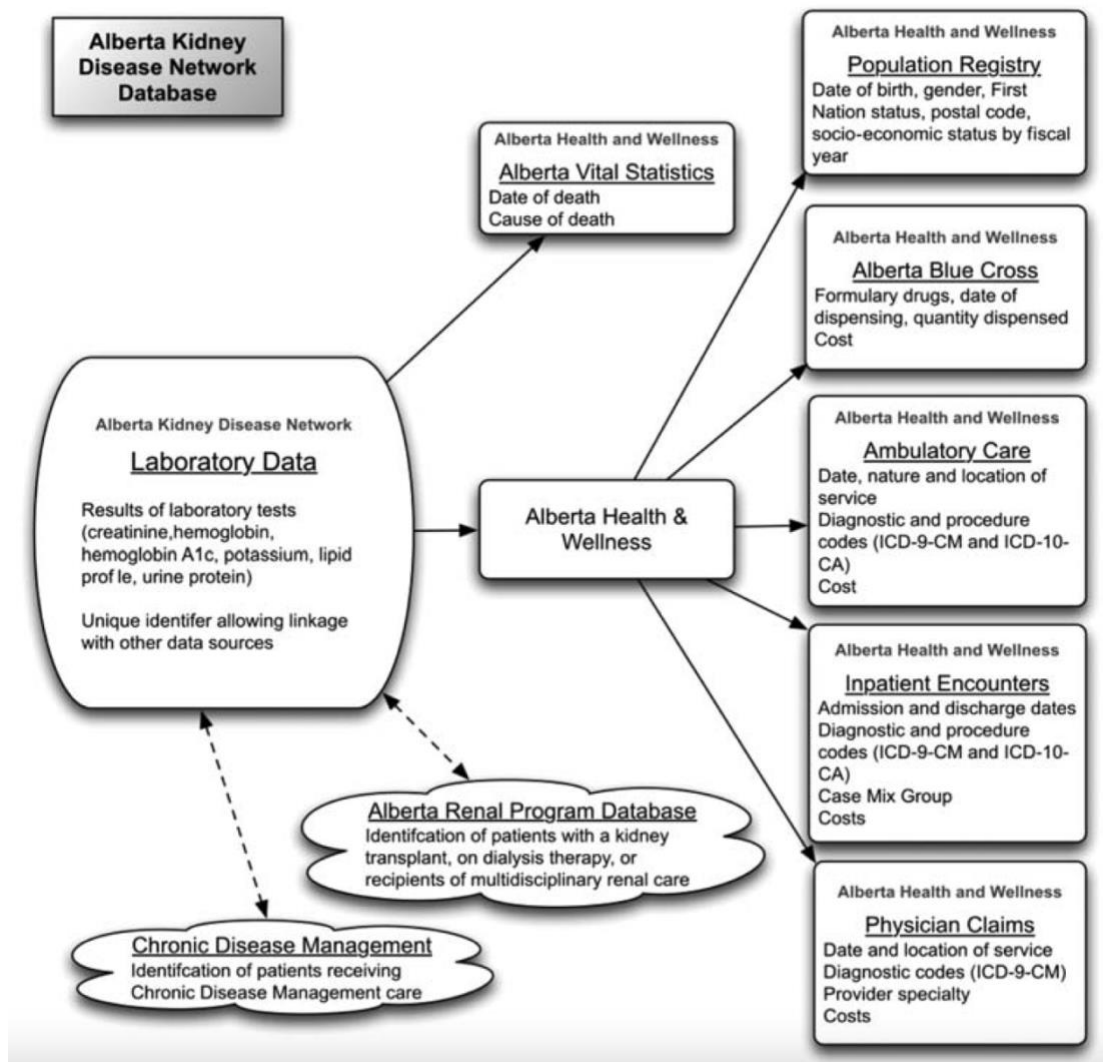 Alberta Kidney
Disease Network
Database
Alberta Health and Wellness
Alberta Vital Statistics
Date of death
Cause of death
Alberta Health and Wellness
Population Registry
Date of birth, gender, First
Nation status, postal code,
socio-economic status by fiscal
year
Alberta Health and Wellness
Alberta Blue Cross
Formulary drugs, date of
dispensing, quantity dispensed
Cost
Alberta Kidney Disease Network
Laboratory Data
Results of laboratory tests
(creatinine,hemoglobin,
hemoglobin A1c, potassium, lipid
prof le, urine protein)
Unique identifer allowing linkage
with other data sources
Alberta Health &
Wellness
Alberta Health and Wellness
Ambulatory Care
Date, nature and location of
service
Diagnostic and procedure
codes (ICD-9-CM and ICD-10-
CA)
Cost
Alberta Health and Wellness
Inpatient Encounters
Admission and discharge dates
Diagnostic and procedure
codes (ICD-9-CM and ICD-10-
CA)
Case Mix Group
Costs
Alberta Renal Program Database
Identifcation of patients with a kidney
transplant, on dialysis therapy, or
recipients of multidisciplinary renal care
Chronic Disease Management
Identifcation of patients receiving
Chronic Disease Management care
Alberta Health and Wellness
Physician Claims
Date and location of service
Diagnostic codes (ICD-9-CM)
Provider specialty
Costs